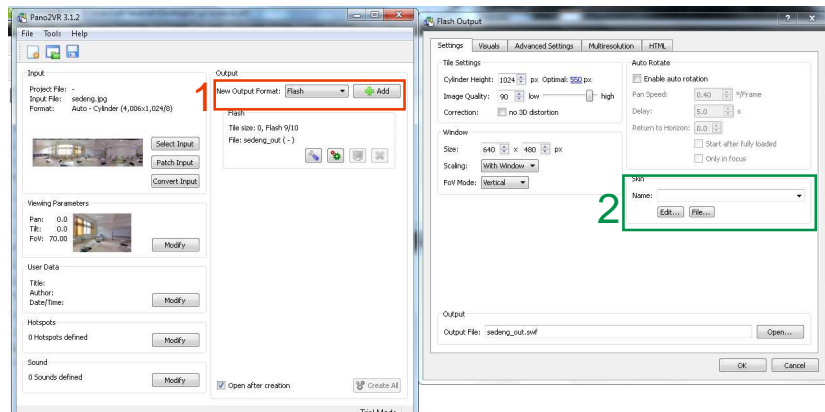 Pano2VR 3.1.2
File Tools Help
Input
Project File: -
Input File: sedeng.jpg
Format: Auto - Cylinder (4,006x1,024/8)
Select Input
Patch Input
Convert Input
Viewing Parameters
Pan: 0.0
Tilt: 0.0
FoV: 70.00
Modify
User Data
Title:
Author:
Date/Time:
Modify
Hotspots
0 Hotspots defined
Modify
Sound
0 Sounds defined
Modify
Output
1
New Output Format: Flash
Add
Flash
Tile size: 0, Flash 9/10
File: sedeng_out ( - )
Open after creation
Create All
Trial Mode
Flash Output
Settings Visuals Advanced Settings Multiresolution HTML
Tile Settings
Cylinder Height: 1024 px Optimal: 550 px
Image Quality: 90 low high
Correction: no 3D distortion
Window
Size: 640 x 480 px
Scaling: With Window
FoV Mode: Vertical
Auto Rotate
Enable auto rotation
Pan Speed: 0.40 °/Frame
Delay: 5.0 s
Return to Horizon: 0.0
Start after fully loaded
Only in focus
Skin
2
Name:
Edit... File...
Output
Output File: sedeng_out.swf
Open...
OK Cancel